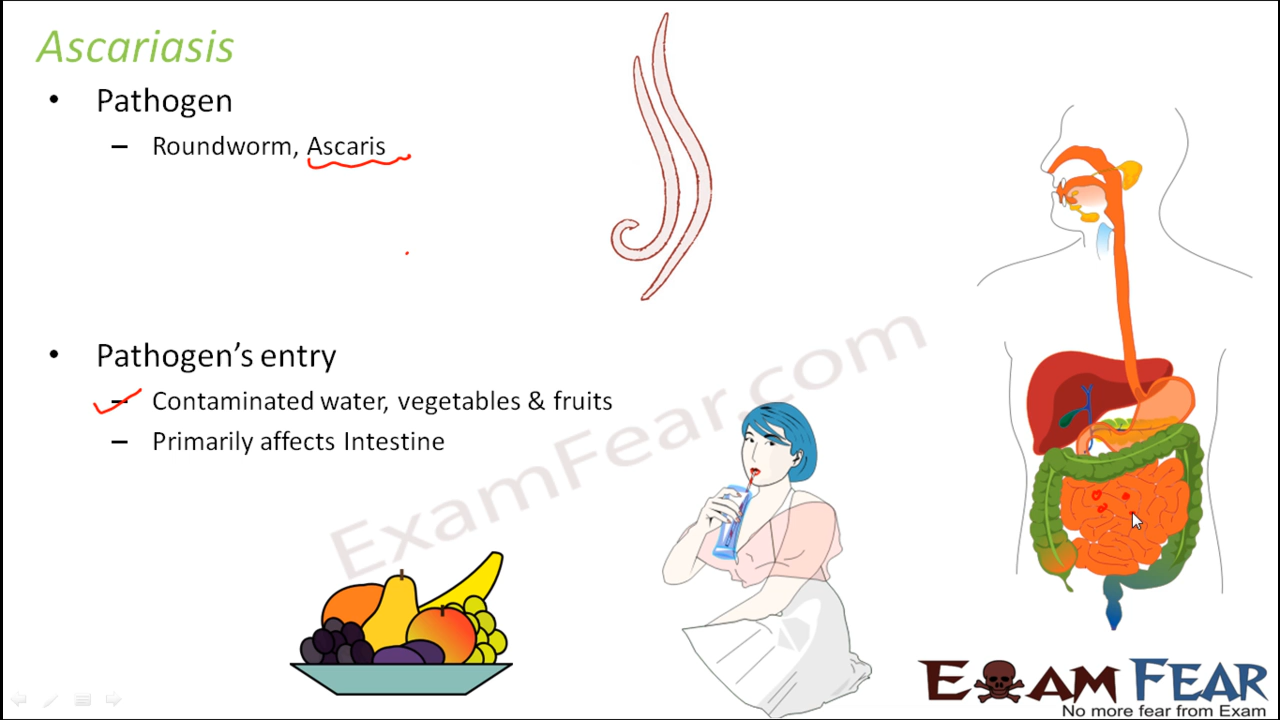 Ascariasis
• Pathogen
– Roundworm, Ascaris
• Pathogen's entry
– Contaminated water, vegetables & fruits
– Primarily affects Intestine
ExamFear.com
EXAM FEAR
No more fear from Exam